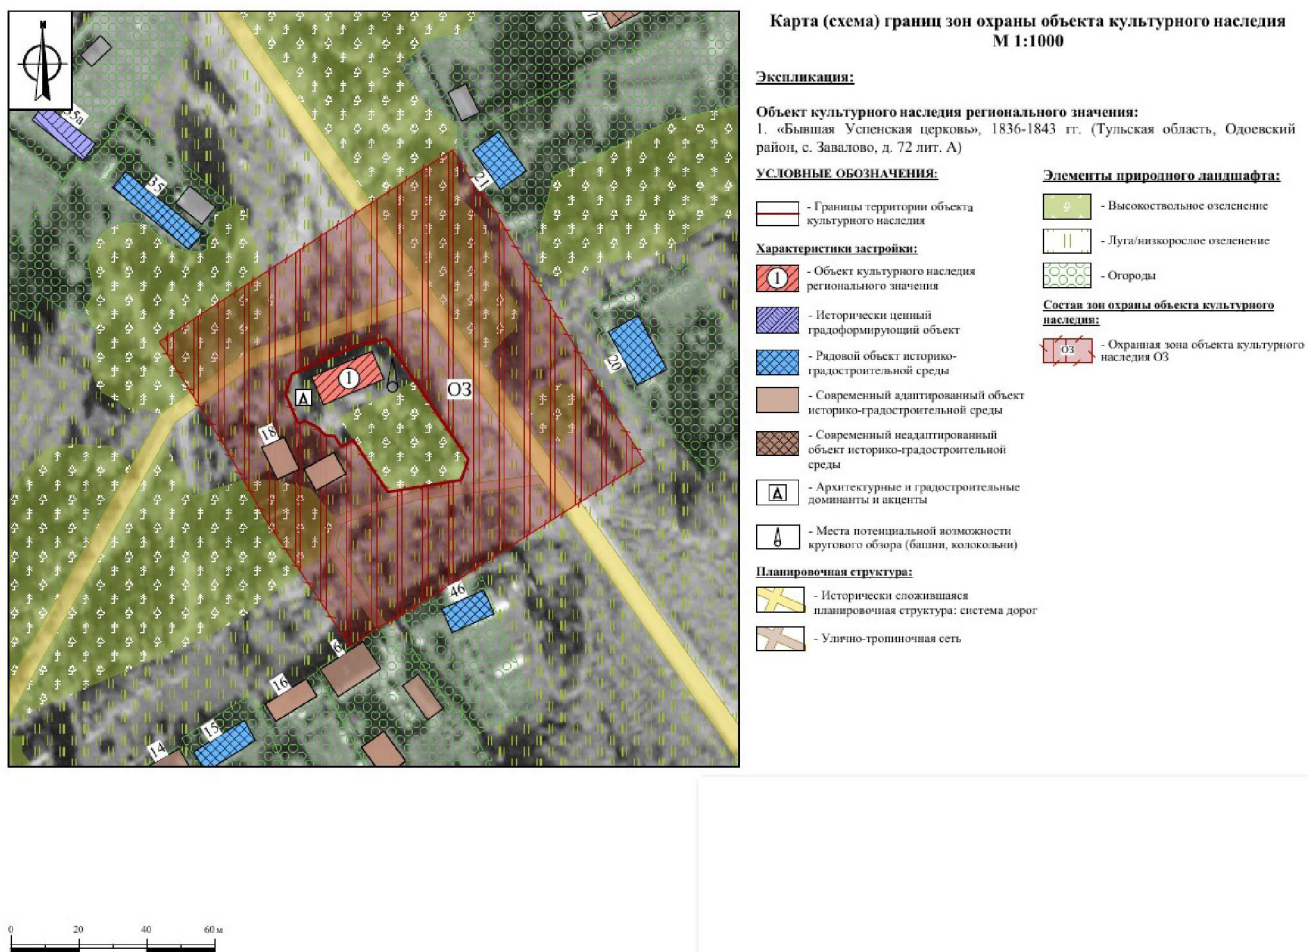 Карта (схема) границ зон охраны объекта культурного наследия
М 1:1000
Экспликация:
Объект культурного наследия регионального значения:
1. «Бывшая Успенская церковь», 1836-1843 гг. (Тульская область, Одоевский
район, с. Завалово, д. 72 лит. А)
УСЛОВНЫЕ ОБОЗНАЧЕНИЯ:
- Границы территории объекта
культурного наследия
Характеристики застройки:
1
- Объект культурного наследия
регионального значения
- Исторически ценный
градоформирующий объект
- Рядовой объект историко-
градостроительной среды
- Современный адаптированный объект
историко-градостроительной среды
- Современный неадаптированный
объект историко-градостроительной
среды
А
- Архитектурные и градостроительные
доминанты и акценты
- Места потенциальной возможности
кругового обзора (башни, колокольни)
Планировочная структура:
- Исторически сложившаяся
планировочная структура: система дорог
- Улично-тропиночная сеть
Элементы природного ландшафта:
- Высокоствольное озеленение
- Луга/низкорослое озеленение
- Огороды
Состав зон охраны объекта культурного
наследия:
ОЗ
- Охранная зона объекта культурного
наследия ОЗ
35а
35
21
20
1
А
ОЗ
18
46
6
16
15
14
0 20 40 60 м